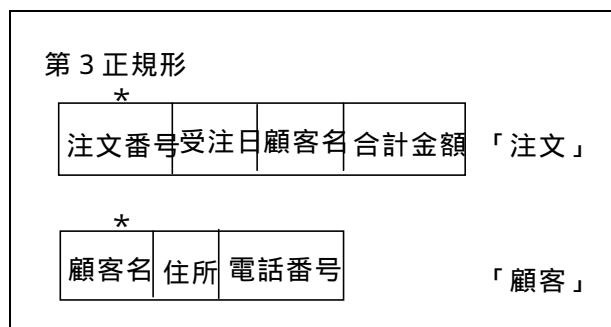 第3正規形
*
注文番号 受注日 顧客名 合計金額 「注文」
*
顧客名 住所 電話番号 「顧客」